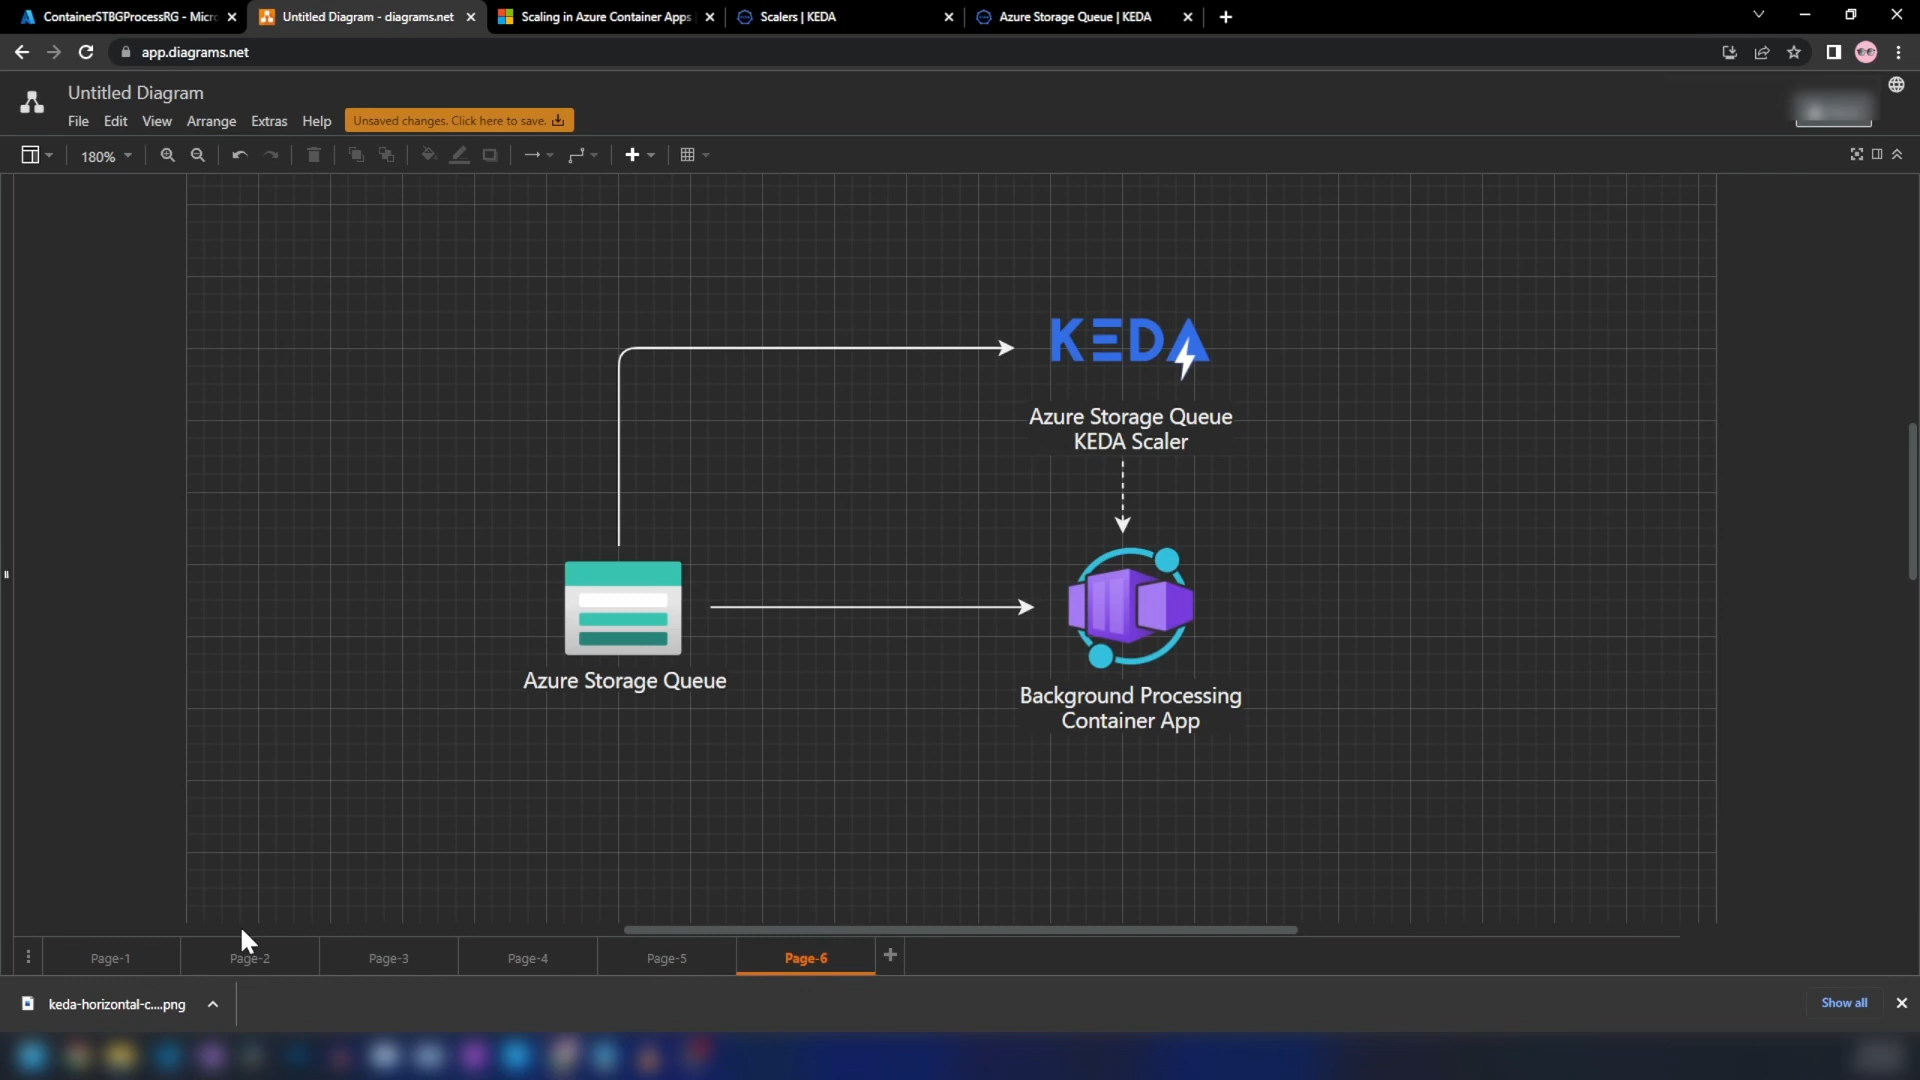 ContainerSTBGProcessRG - Micr
Untitled Diagram - diagrams.net
Scaling in Azure Container Apps
Scalers | KEDA
Azure Storage Queue | KEDA
app.diagrams.net
Untitled Diagram
File Edit View Arrange Extras Help Unsaved changes. Click here to save.
180%
KEDA
Azure Storage Queue
KEDA Scaler
Azure Storage Queue
Background Processing
Container App
Page-1 Page-2 Page-3 Page-4 Page-5 Page-6
keda-horizontal-c....png
Show all